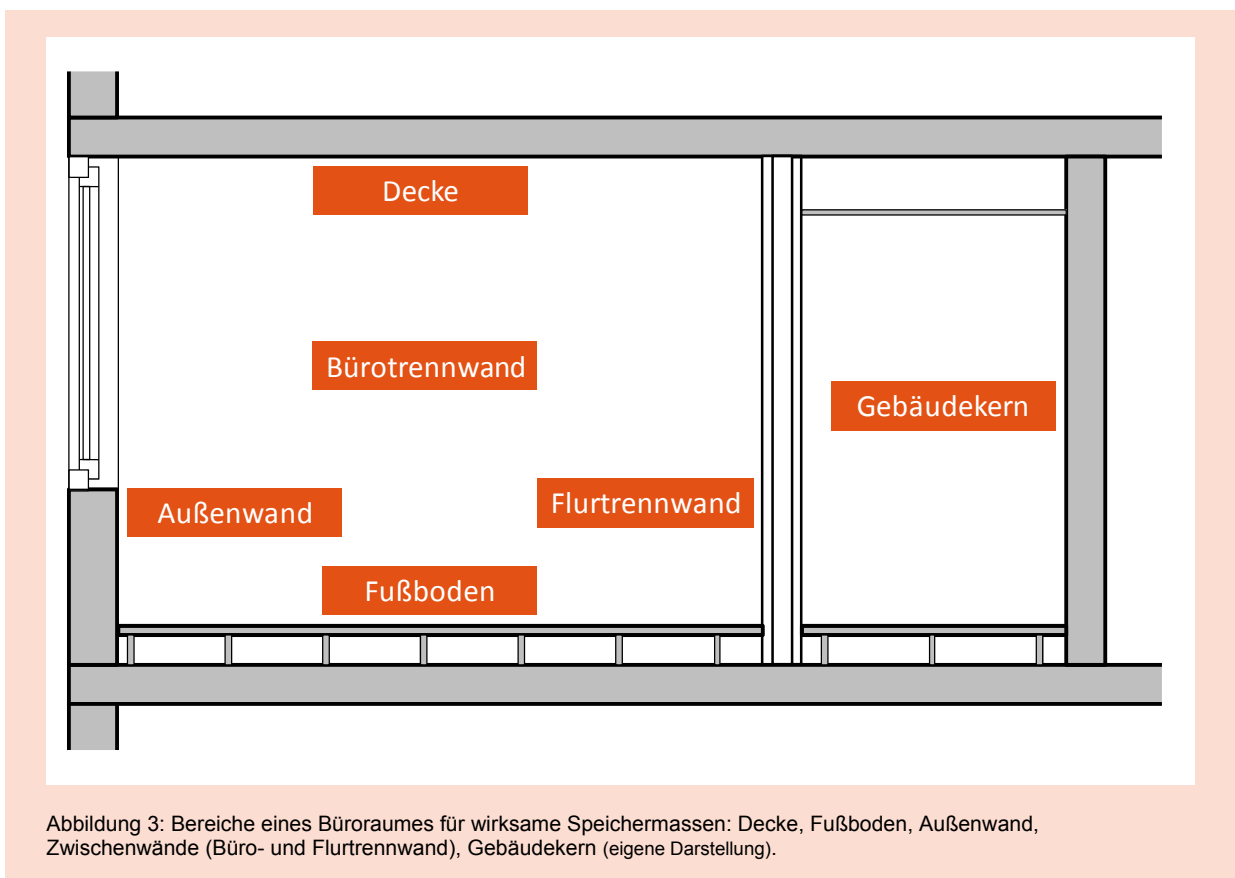 Decke
Bürotrennwand
Gebäudekern
Flurtrennwand
Außenwand
Fußboden
Abbildung 3: Bereiche eines Büroraumes für wirksame Speichermassen: Decke, Fußboden, Außenwand,
Zwischenwände (Büro- und Flurtrennwand), Gebäudekern (eigene Darstellung).